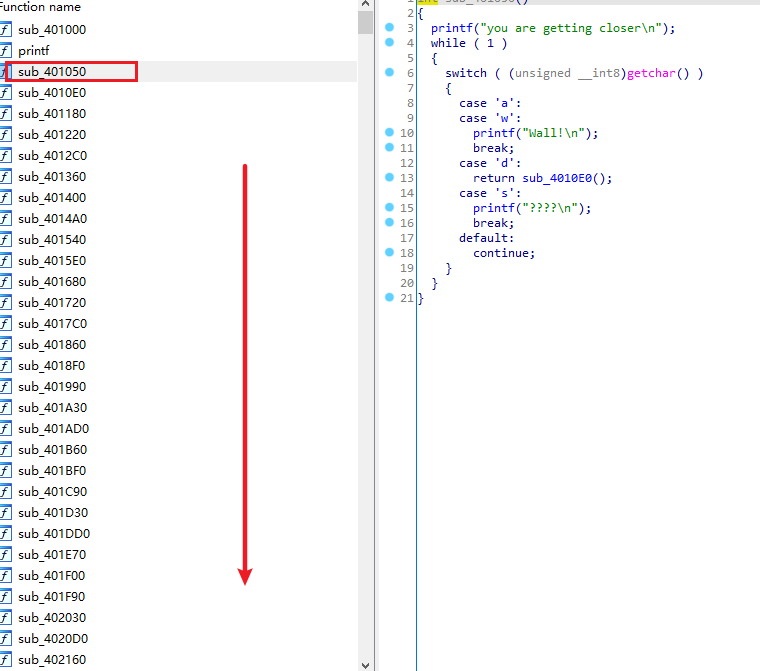 Function name
f sub_401000
f printf
f sub_401050
f sub_4010E0
f sub_401180
f sub_401220
f sub_4012C0
f sub_401360
f sub_401400
f sub_4014A0
f sub_401540
f sub_4015E0
f sub_401680
f sub_401720
f sub_4017C0
f sub_401860
f sub_4018F0
f sub_401990
f sub_401A30
f sub_401AD0
f sub_401B60
f sub_401BF0
f sub_401C90
f sub_401D30
f sub_401DD0
f sub_401E70
f sub_401F00
f sub_401F90
f sub_402030
f sub_4020D0
f sub_402160
1 int sub_401050()
2 {
3 printf("you are getting closer\n");
4 while ( 1 )
5 {
6 switch ( (unsigned __int8)getchar() )
7 {
8 case 'a':
9 case 'w':
10 printf("Wall!\n");
11 break;
12 case 'd':
13 return sub_4010E0();
14 case 's':
15 printf("????\n");
16 break;
17 default:
18 continue;
19 }
20 }
21 }